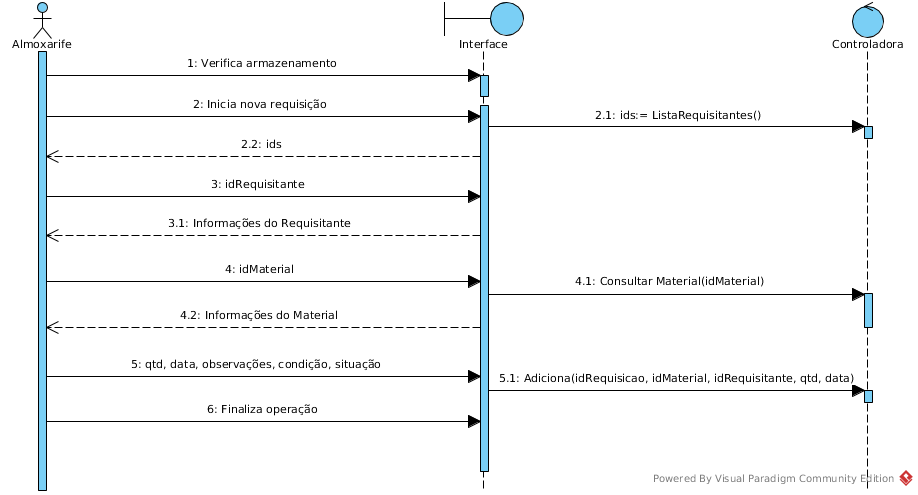 Almoxarife
Interface
Controladora
1: Verifica armazenamento
2: Inicia nova requisição
2.1: ids:= ListaRequisitantes()
2.2: ids
3: idRequisitante
3.1: Informações do Requisitante
4: idMaterial
4.1: Consultar Material(idMaterial)
4.2: Informações do Material
5: qtd, data, observações, condição, situação
5.1: Adiciona(idRequisicao, idMaterial, idRequisitante, qtd, data)
6: Finaliza operação
Powered By Visual Paradigm Community Edition